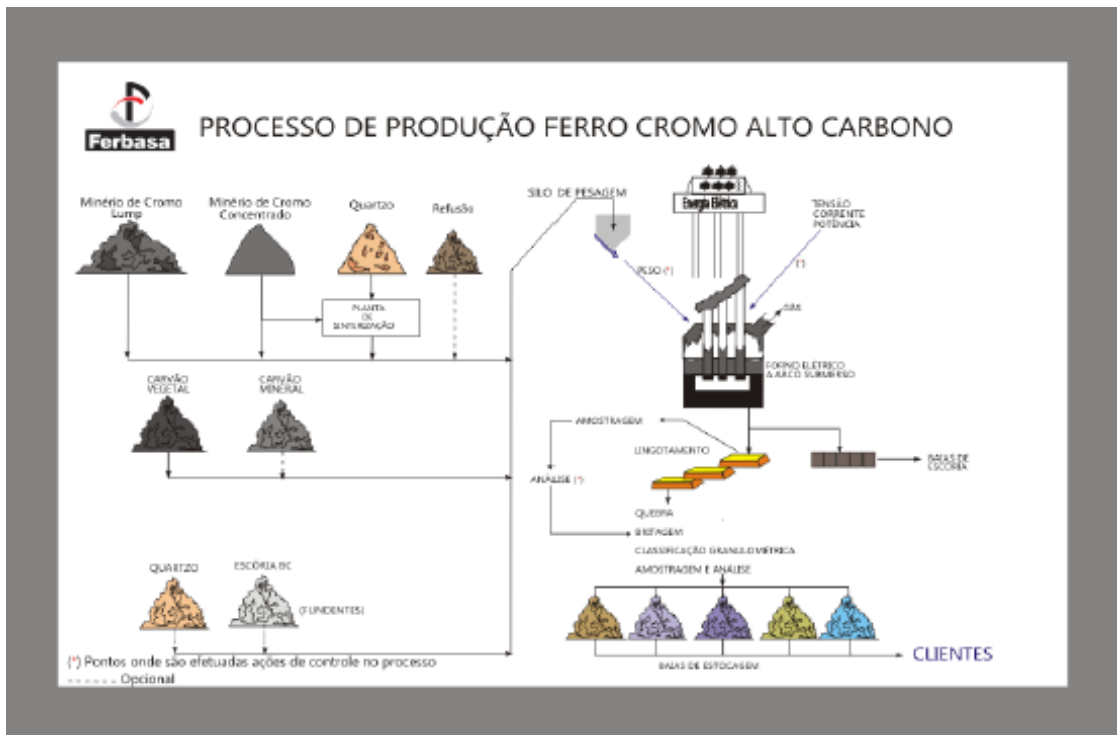 Ferbasa
PROCESSO DE PRODUÇÃO FERRO CROMO ALTO CARBONO
Minério de Cromo
Lump
Minério de Cromo
Concentrado
Quartzo
Refusão
PLANTA
DE
SINTERIZAÇÃO
CARVÃO
VEGETAL
CARVÃO
MINERAL
QUARTZO
ESCÓRIA BC
(FUNDENTES)
(*) Pontos onde são efetuadas ações de controle no processo
------ Opcional
SILO DE PESAGEM
PESO (*)
Energia Elétrica
TENSÃO
CORRENTE
POTÊNCIA
(*)
GÁS
FORNO ELÉTRICO
A ARCO SUBMERSO
AMOSTRAGEM
LINGOTAMENTO
BAIAS DE
ESCÓRIA
ANÁLISE (*)
QUEBRA
BRITAGEM
CLASSIFICAÇÃO GRANULOMÉTRICA
AMOSTRAGEM E ANÁLISE
BAIAS DE ESTOCAGEM
CLIENTES